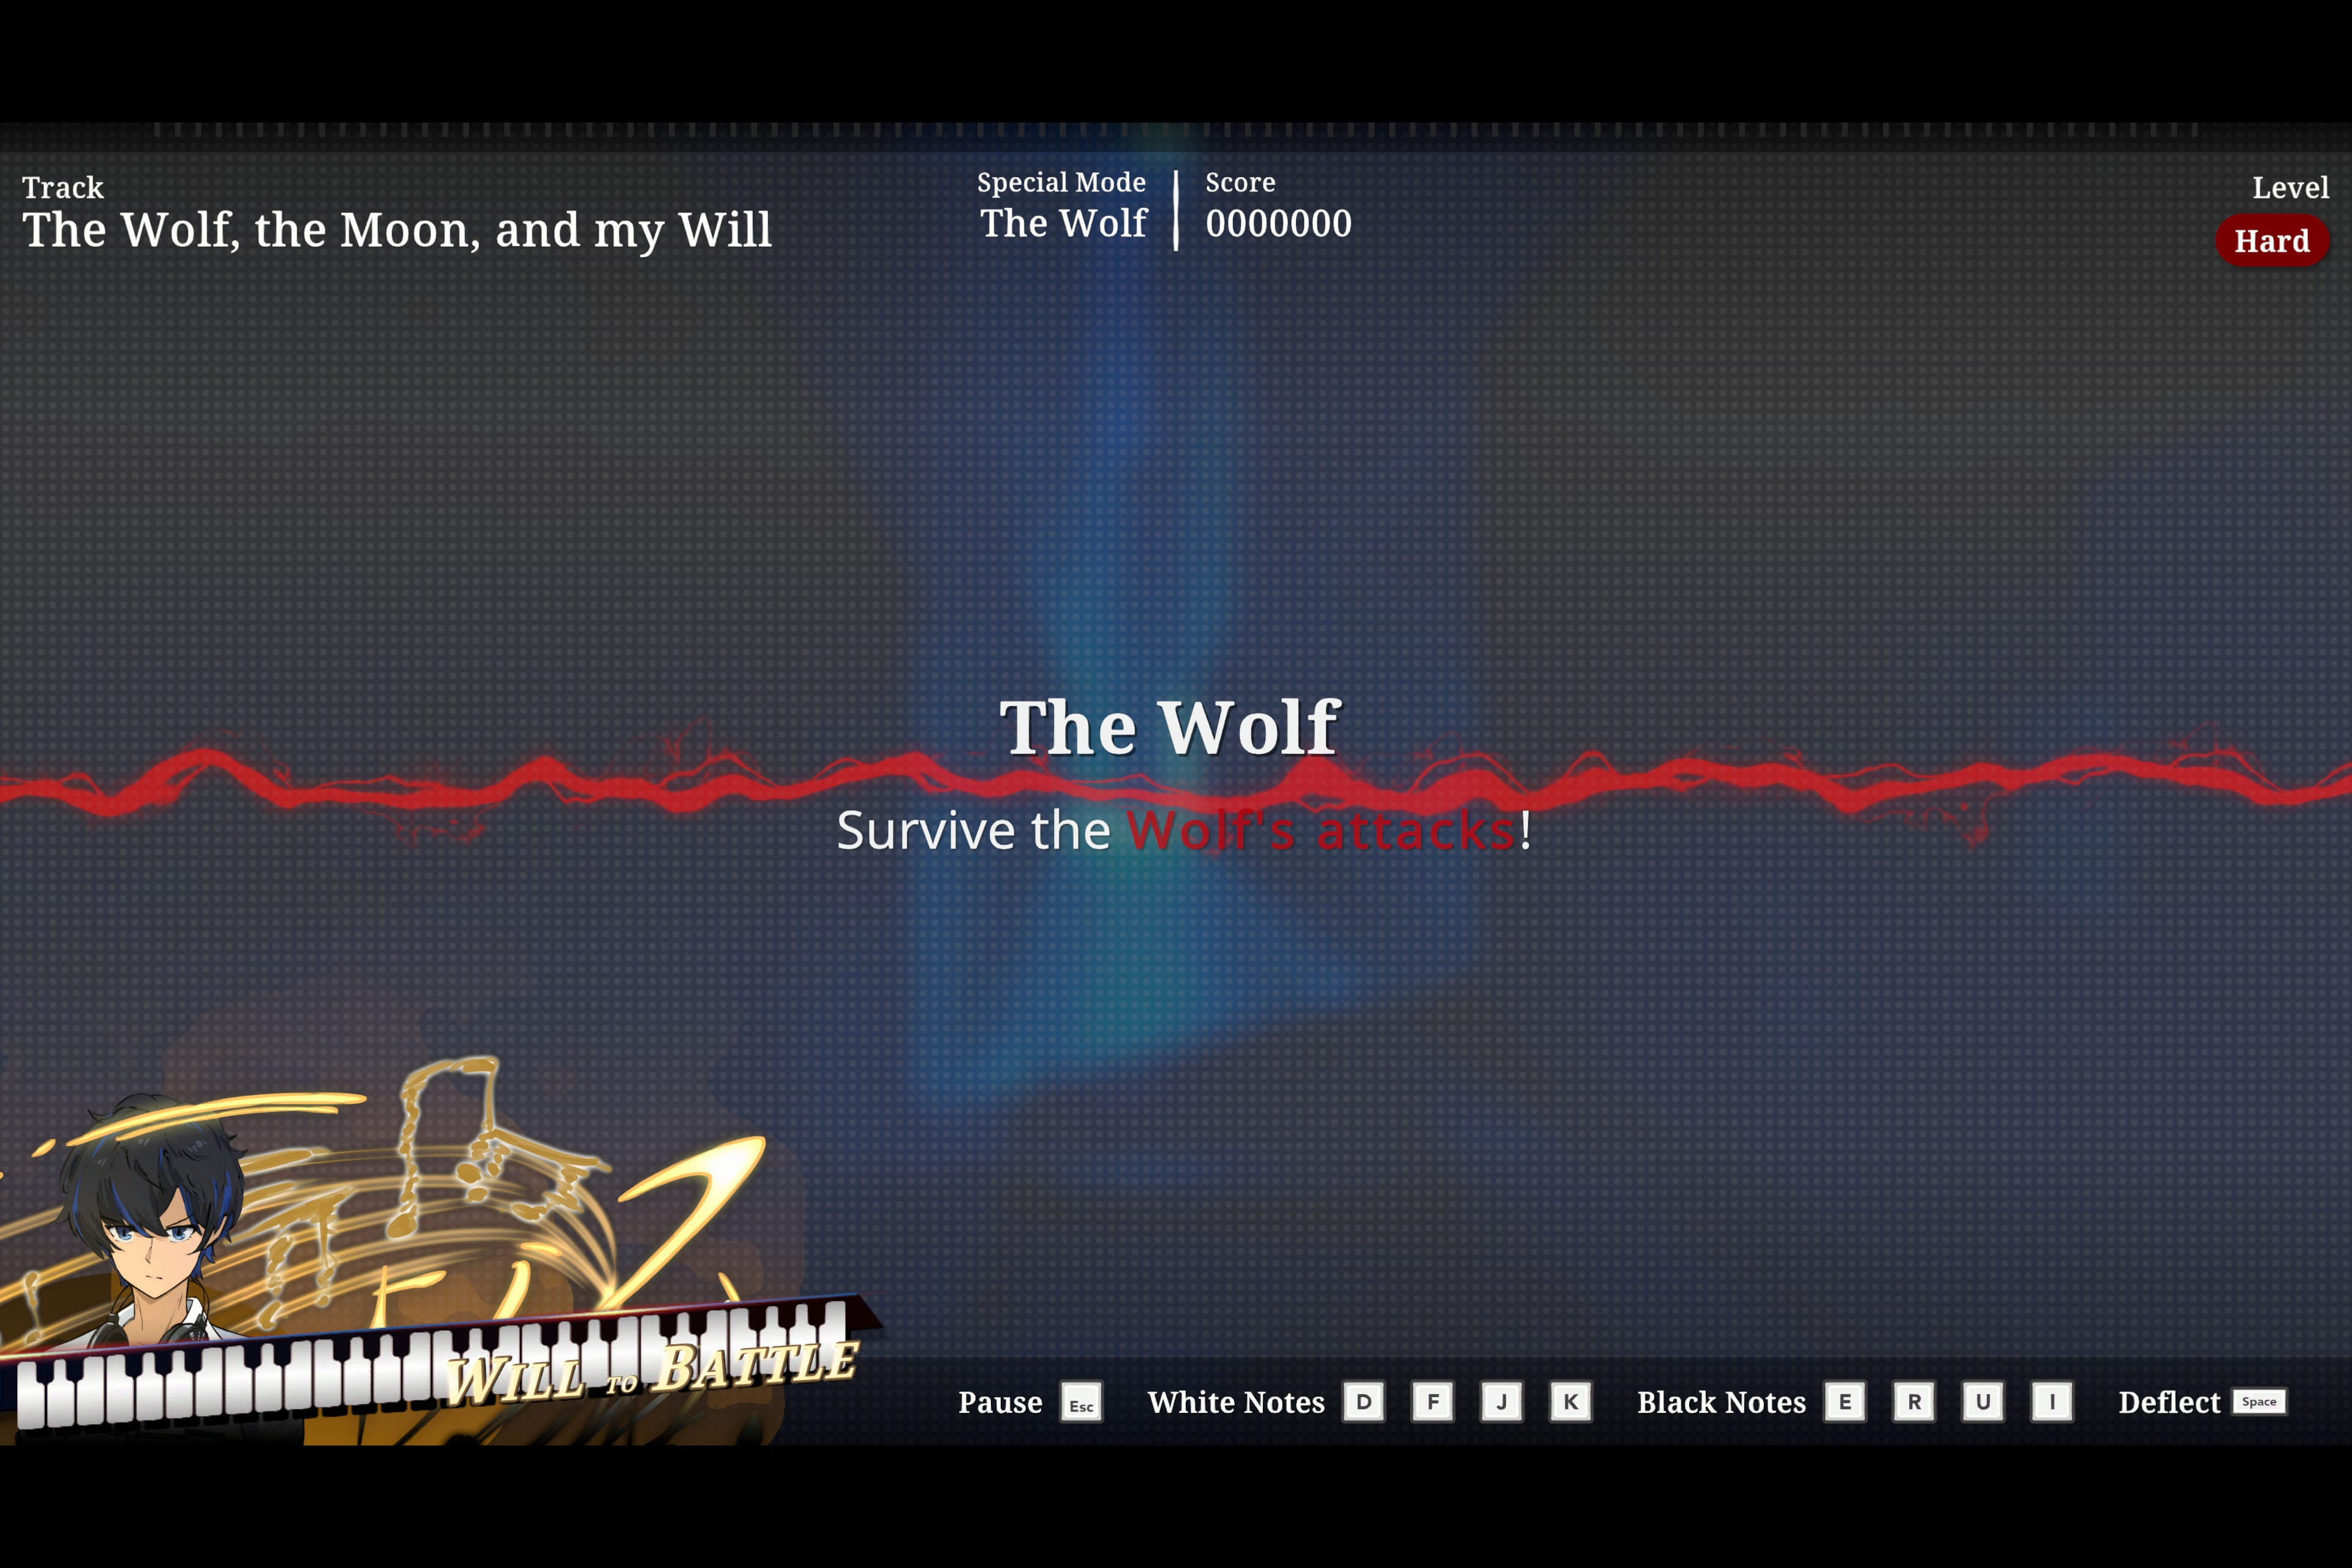 Track
The Wolf, the Moon, and my Will
Special Mode
The Wolf
Score
0000000
Level
Hard
The Wolf
Survive the Wolf's attacks!
WILL TO BATTLE
Pause Esc White Notes D F J K Black Notes E R U I Deflect Space